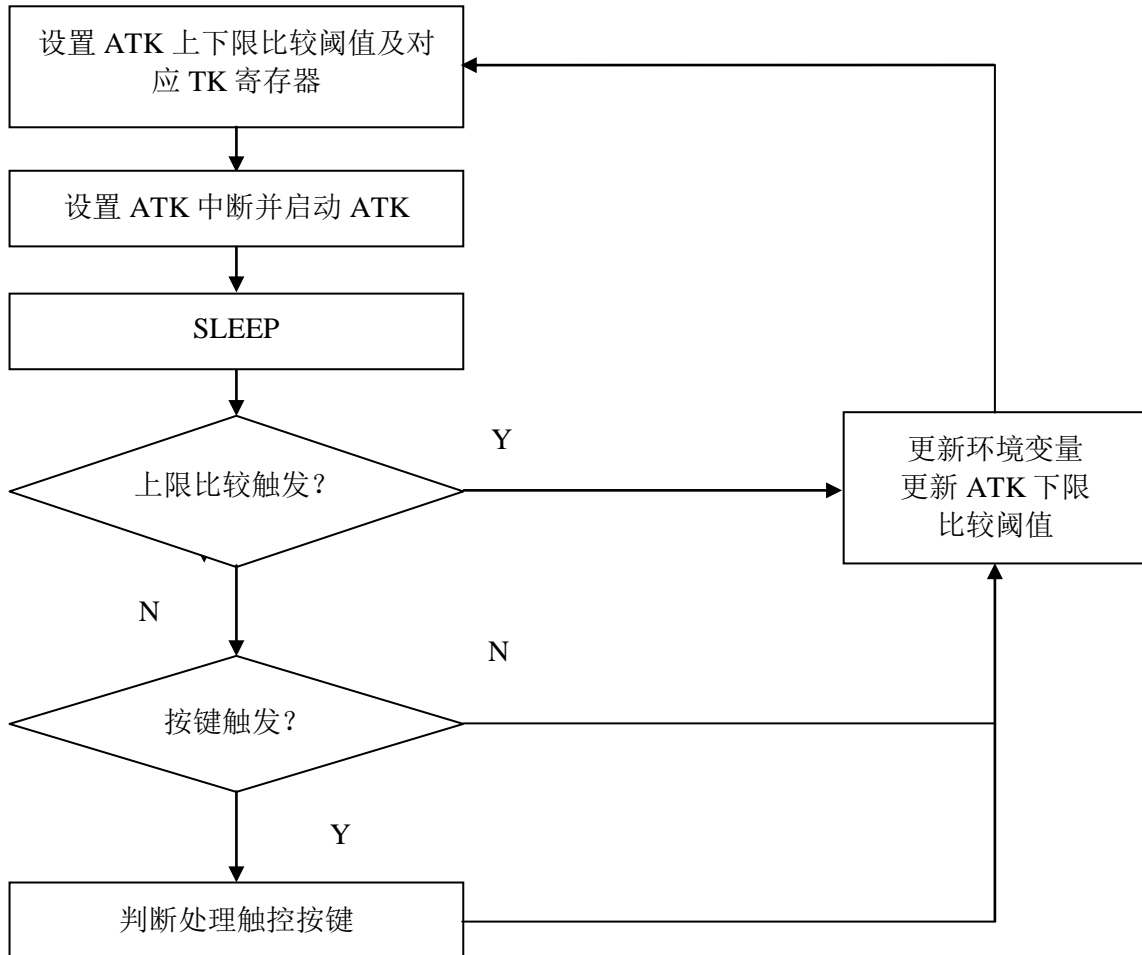 设置 ATK 上下限比较阈值及对
应 TK 寄存器
设置 ATK 中断并启动 ATK
SLEEP
上限比较触发？
Y
更新环境变量
更新 ATK 下限
比较阈值
N
按键触发？
N
Y
判断处理触控按键